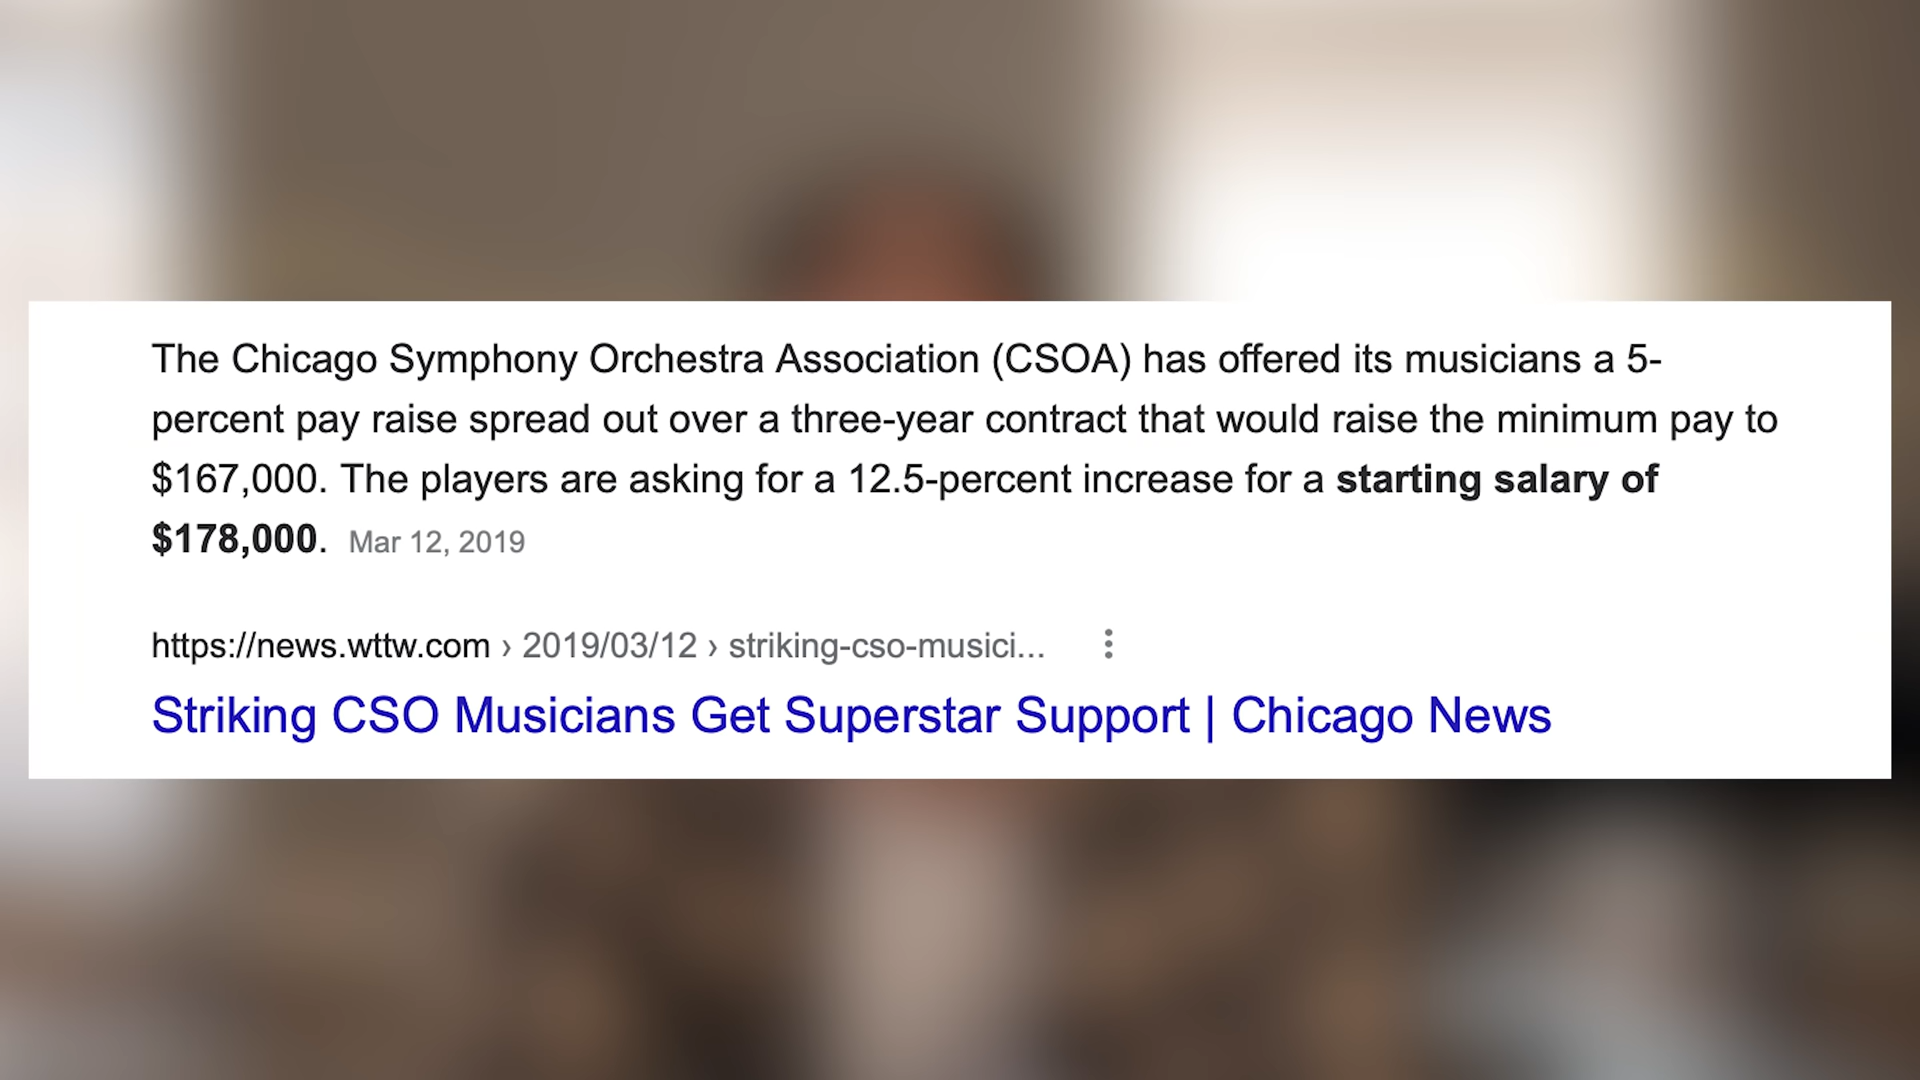 The Chicago Symphony Orchestra Association (CSOA) has offered its musicians a 5-
percent pay raise spread out over a three-year contract that would raise the minimum pay to
$167,000. The players are asking for a 12.5-percent increase for a starting salary of
$178,000. Mar 12, 2019
https://news.wttw.com › 2019/03/12 › striking-cso-musici...
Striking CSO Musicians Get Superstar Support | Chicago News